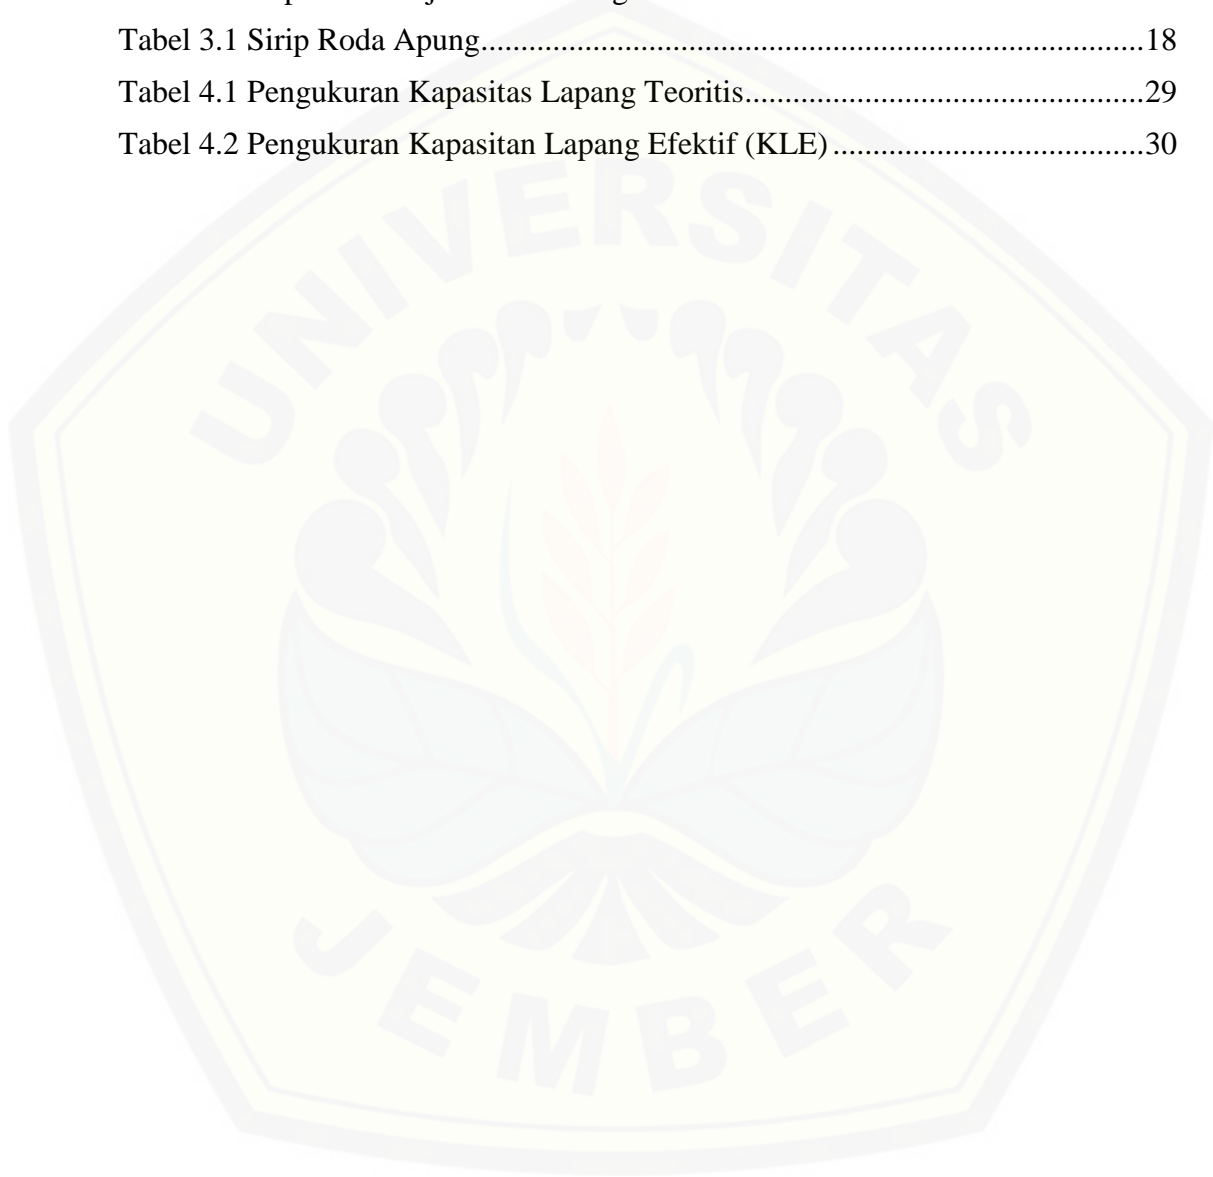 Tabel 3.1 Sirip Roda Apung...................................................................................18
Tabel 4.1 Pengukuran Kapasitas Lapang Teoritis..................................................29
Tabel 4.2 Pengukuran Kapasitan Lapang Efektif (KLE).......................................30
UNIVERSITAS
JEMBER